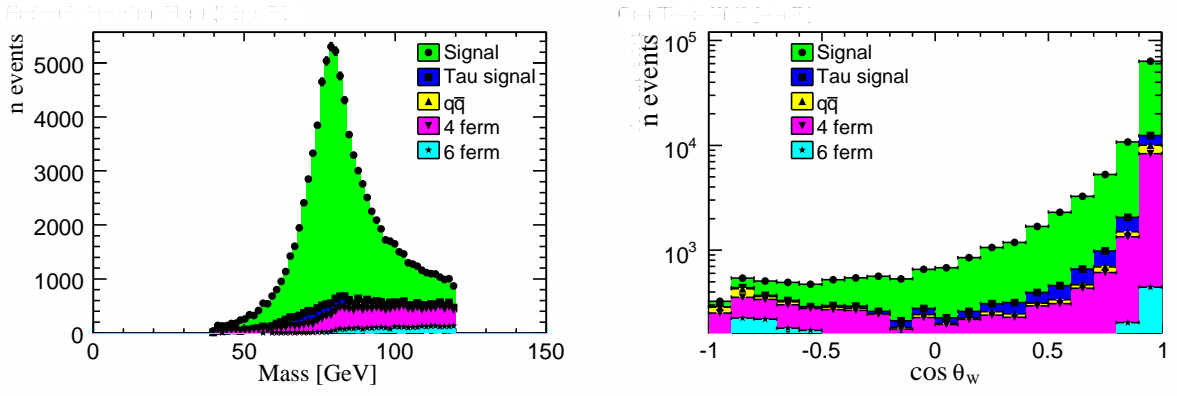 n events
5000
4000
3000
2000
1000
0
0 50 100 150
Mass [GeV]
Signal
Tau signal
qq̅
4 ferm
6 ferm
n events
10⁵
10⁴
10³
-1 -0.5 0 0.5 1
cos θ_W
Signal
Tau signal
qq̅
4 ferm
6 ferm